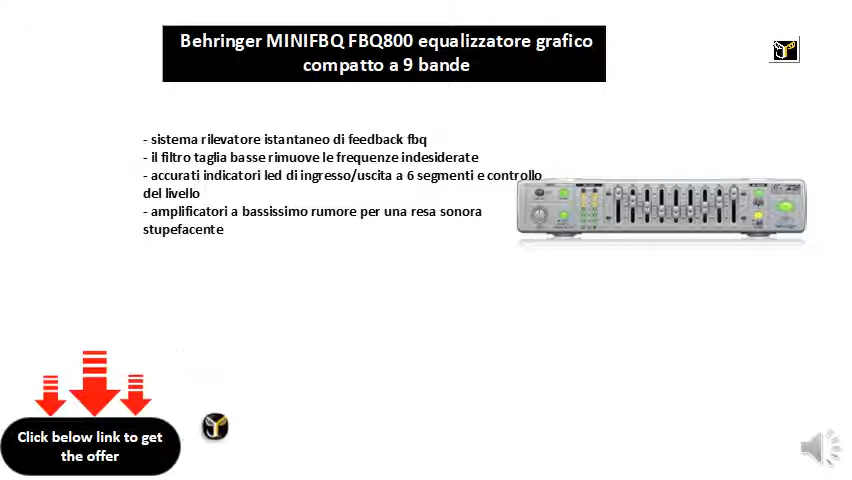 Behringer MINIFBQ FBQ800 equalizzatore grafico
compatto a 9 bande
- sistema rilevatore istantaneo di feedback fbq
- il filtro taglia basse rimuove le frequenze indesiderate
- accurati indicatori led di ingresso/uscita a 6 segmenti e controllo
del livello
- amplificatori a bassissimo rumore per una resa sonora
stupefacente
Click below link to get
the offer